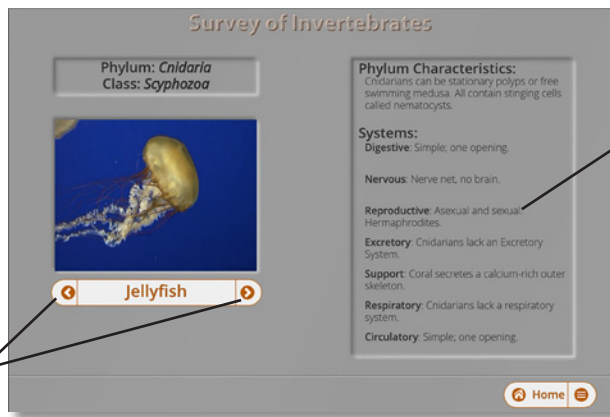 Survey of Invertebrates
Phylum: Cnidaria
Class: Scyphozoa
Jellyfish
Phylum Characteristics:
Cnidarians can be stationary polyps or free
swimming medusa. All contain stinging cells
called nematocysts.
Systems:
Digestive: Simple; one opening.
Nervous: Nerve net, no brain.
Reproductive: Asexual and sexual.
Hermaphrodites.
Excretory: Cnidarians lack an Excretory
System.
Support: Coral secretes a calcium-rich outer
skeleton.
Respiratory: Cnidarians lack a respiratory
system.
Circulatory: Simple; one opening.
Home